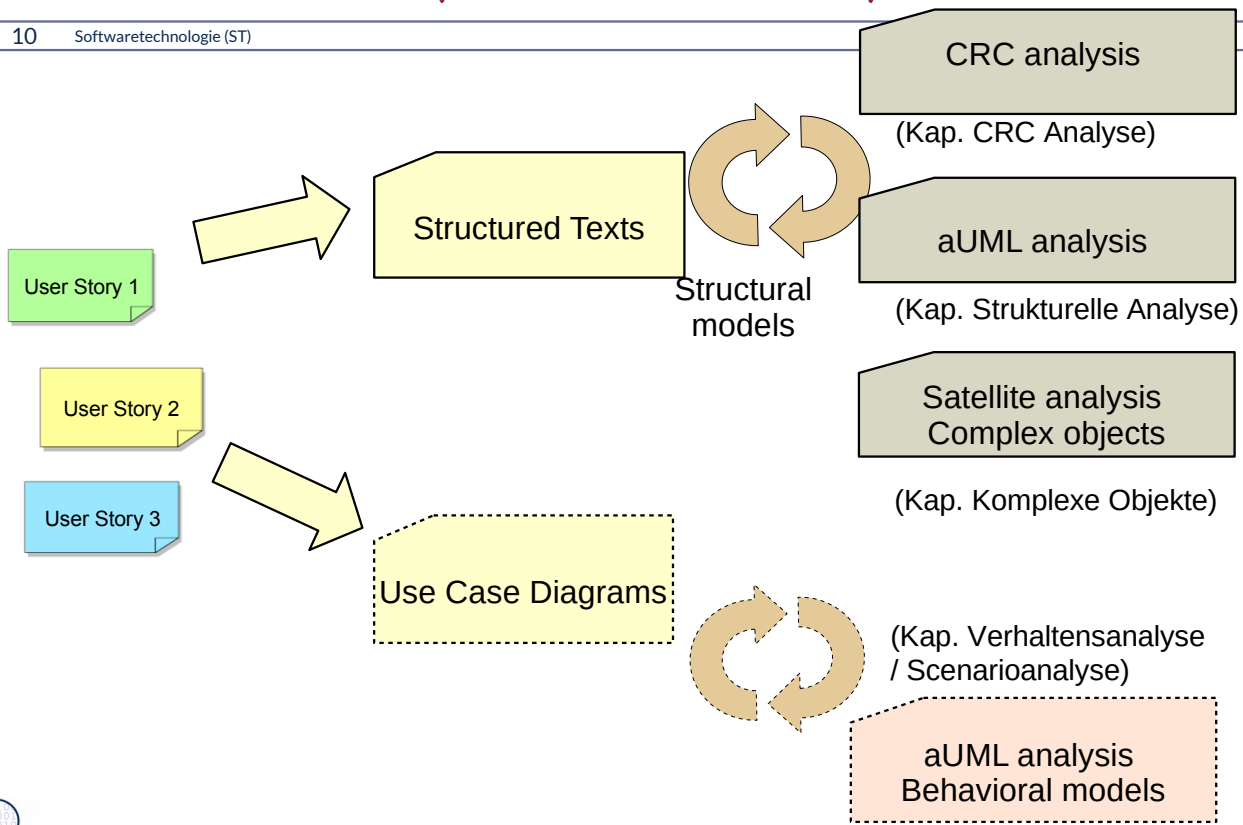 10 Softwaretechnologie (ST)
CRC analysis
(Kap. CRC Analyse)
Structured Texts
aUML analysis
User Story 1
Structural
models
(Kap. Strukturelle Analyse)
User Story 2
Satellite analysis
Complex objects
(Kap. Komplexe Objekte)
User Story 3
Use Case Diagrams
(Kap. Verhaltensanalyse
/ Scenarioanalyse)
aUML analysis
Behavioral models